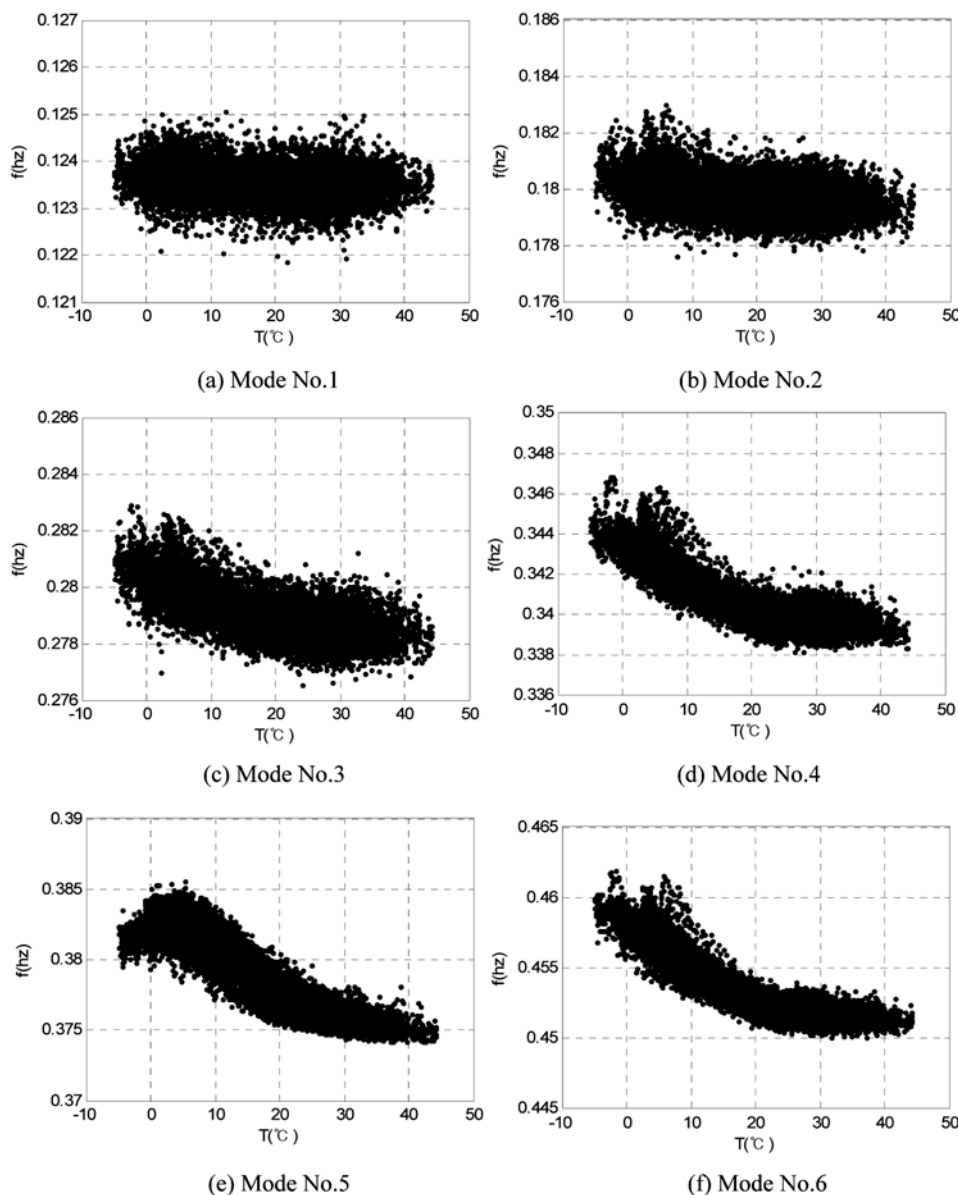 0.127
0.126
0.125
0.124
0.123
0.122
0.121
f(hz)
-10 0 10 20 30 40 50
T(℃)
(a) Mode No.1
0.186
0.184
0.182
0.18
0.178
0.176
f(hz)
-10 0 10 20 30 40 50
T(℃)
(b) Mode No.2
0.286
0.284
0.282
0.28
0.278
0.276
f(hz)
-10 0 10 20 30 40 50
T(℃)
(c) Mode No.3
0.35
0.348
0.346
0.344
0.342
0.34
0.338
0.336
f(hz)
-10 0 10 20 30 40 50
T(℃)
(d) Mode No.4
0.39
0.385
0.38
0.375
0.37
f(hz)
-10 0 10 20 30 40 50
T(℃)
(e) Mode No.5
0.465
0.46
0.455
0.45
0.445
f(hz)
-10 0 10 20 30 40 50
T(℃)
(f) Mode No.6